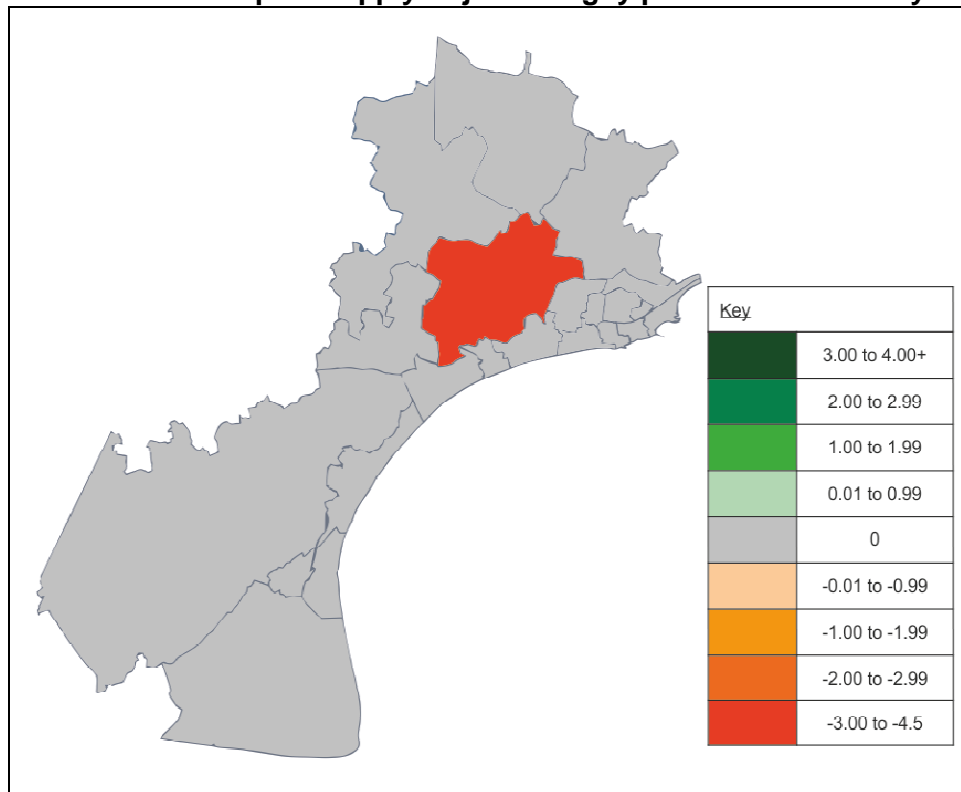 Key
3.00 to 4.00+
2.00 to 2.99
1.00 to 1.99
0.01 to 0.99
0
-0.01 to -0.99
-1.00 to -1.99
-2.00 to -2.99
-3.00 to -4.5